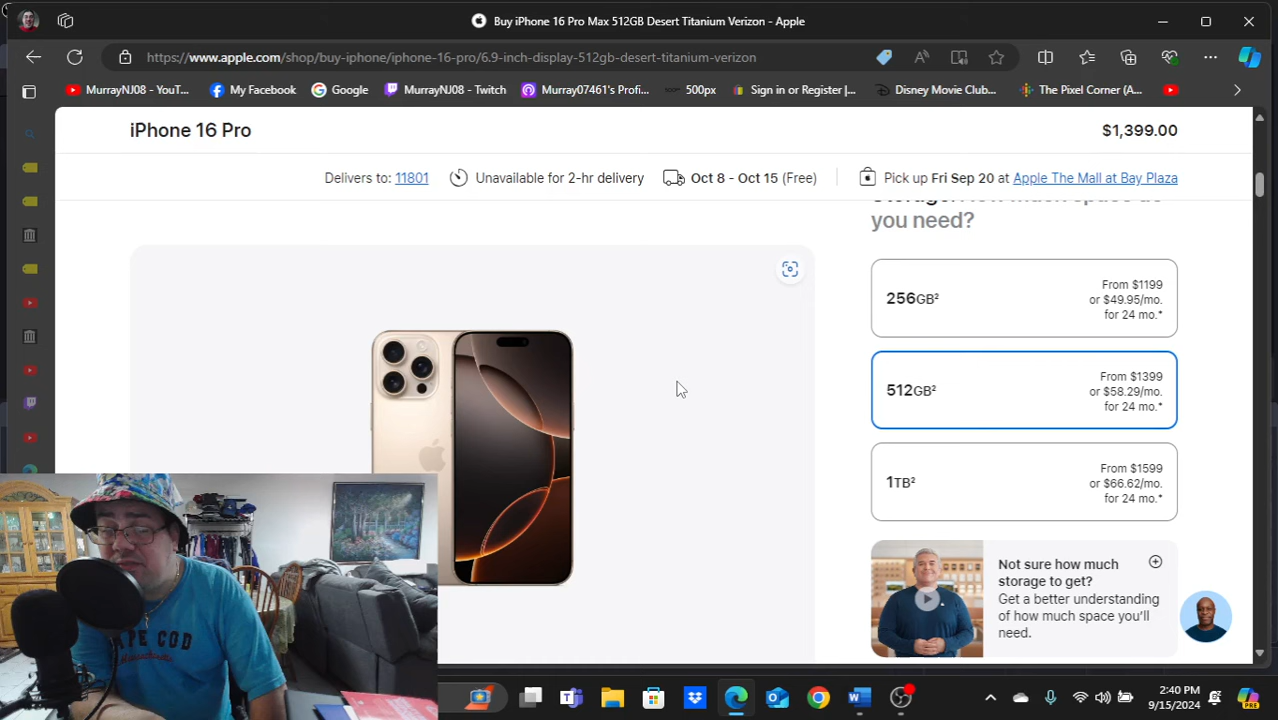 Buy iPhone 16 Pro Max 512GB Desert Titanium Verizon - Apple
https://www.apple.com/shop/buy-iphone/iphone-16-pro/6.9-inch-display-512gb-desert-titanium-verizon
MurrayNJ08 - YouT... My Facebook Google MurrayNJ08 - Twitch Murray07461's Profi... 500px Sign in or Register |... Disney Movie Club... The Pixel Corner (A...
iPhone 16 Pro $1,399.00
Delivers to: 11801 Unavailable for 2-hr delivery Oct 8 - Oct 15 (Free) Pick up Fri Sep 20 at Apple The Mall at Bay Plaza
you need?
256GB²
From $1199
or $49.95/mo.
for 24 mo.*
512GB²
From $1399
or $58.29/mo.
for 24 mo.*
1TB²
From $1599
or $66.62/mo.
for 24 mo.*
Not sure how much
storage to get?
Get a better understanding
of how much space you'll
need.
CAPE COD
Massachusetts
2:40 PM
9/15/2024
PRE